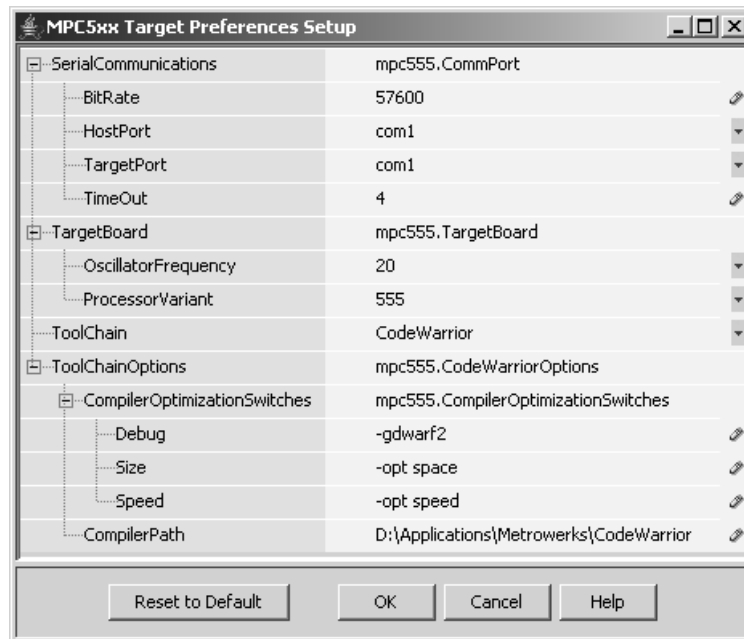 MPC5xx Target Preferences Setup
SerialCommunications mpc555.CommPort
BitRate 57600
HostPort com1
TargetPort com1
TimeOut 4
TargetBoard mpc555.TargetBoard
OscillatorFrequency 20
ProcessorVariant 555
ToolChain CodeWarrior
ToolChainOptions mpc555.CodeWarriorOptions
CompilerOptimizationSwitches mpc555.CompilerOptimizationSwitches
Debug -gdwarf2
Size -opt space
Speed -opt speed
CompilerPath D:\Applications\Metrowerks\CodeWarrior
Reset to Default OK Cancel Help